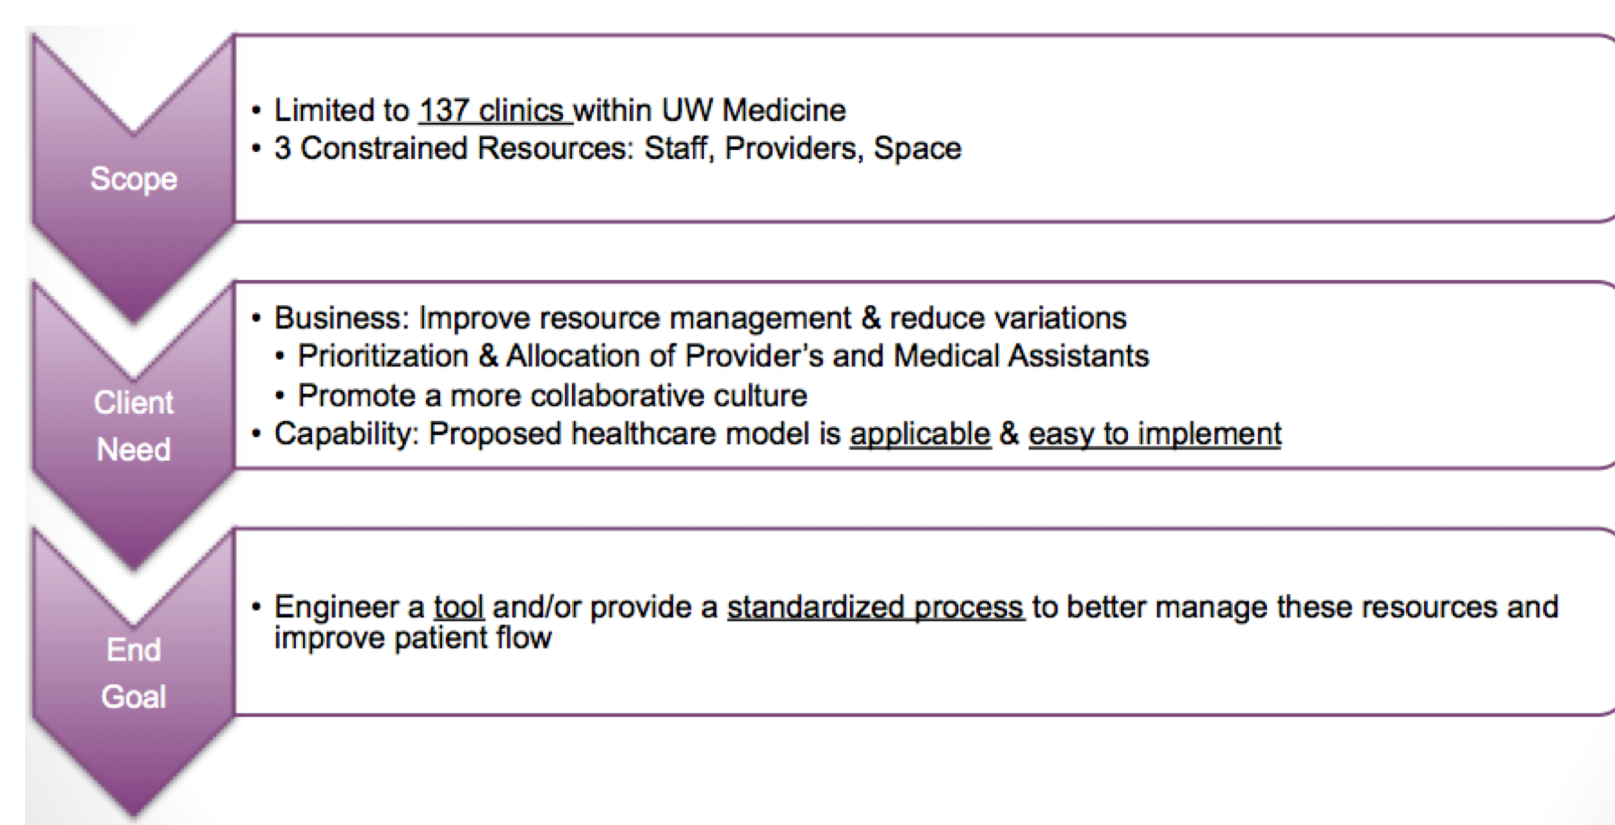 Scope
• Limited to 137 clinics within UW Medicine
• 3 Constrained Resources: Staff, Providers, Space
Client
Need
• Business: Improve resource management & reduce variations
• Prioritization & Allocation of Provider's and Medical Assistants
• Promote a more collaborative culture
• Capability: Proposed healthcare model is applicable & easy to implement
End
Goal
• Engineer a tool and/or provide a standardized process to better manage these resources and
improve patient flow